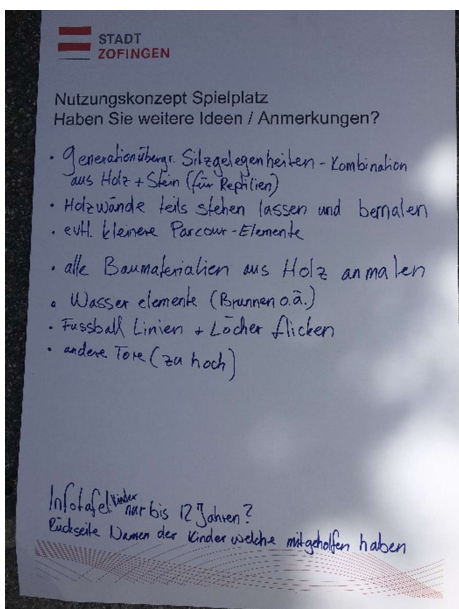 STADT
ZOFINGEN
Nutzungskonzept Spielplatz
Haben Sie weitere Ideen / Anmerkungen?
• Generationübergr. Sitzgelegenheiten - Kombination
aus Holz + Stein (für Reptilien)
• Holzwände teils stehen lassen und bemalen
• evtl. kleinere Parcour-Elemente
• alle Baumaterialien aus Holz anmalen
• Wasser elemente (Brunnen o.ä.)
• Fussball Linien + Löcher flicken
• andere Tore (zu hoch)
Infotafel Kinder nur bis 12 Jahren?
Rückseite Namen der Kinder welche mitgeholfen haben